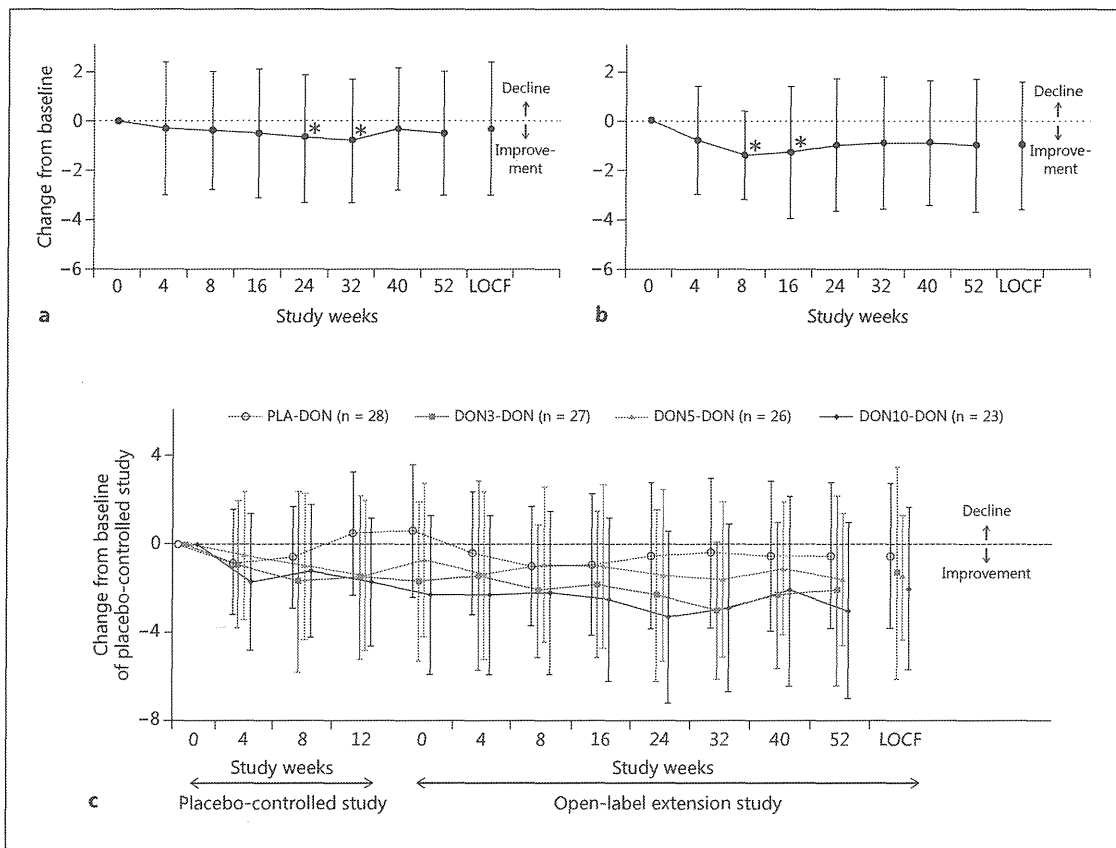 2
0
−2
−4
−6
Change from baseline
*
*
Decline
↑
↓
Improve-
ment
0 4 8 16 24 32 40 52 LOCF
a
Study weeks
2
0
−2
−4
−6
*
*
Decline
↑
↓
Improve-
ment
0 4 8 16 24 32 40 52 LOCF
b
Study weeks
PLA-DON (n = 28) DON3-DON (n = 27) DON5-DON (n = 26) DON10-DON (n = 23)
4
0
−4
−8
Change from baseline
of placebo-controlled study
Decline
↑
↓
Improvement
0 4 8 12 0 4 8 16 24 32 40 52 LOCF
Study weeks Study weeks
c
Placebo-controlled study Open-label extension study